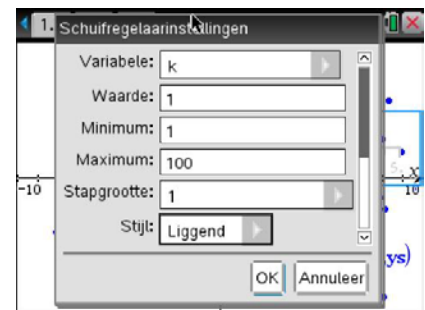 1.
Schuifregelaarinstellingen
Variabele: k
Waarde: 1
Minimum: 1
Maximum: 100
-10
10
x
Stapgrootte: 1
Stijl: Liggend
ys)
OK Annuleer